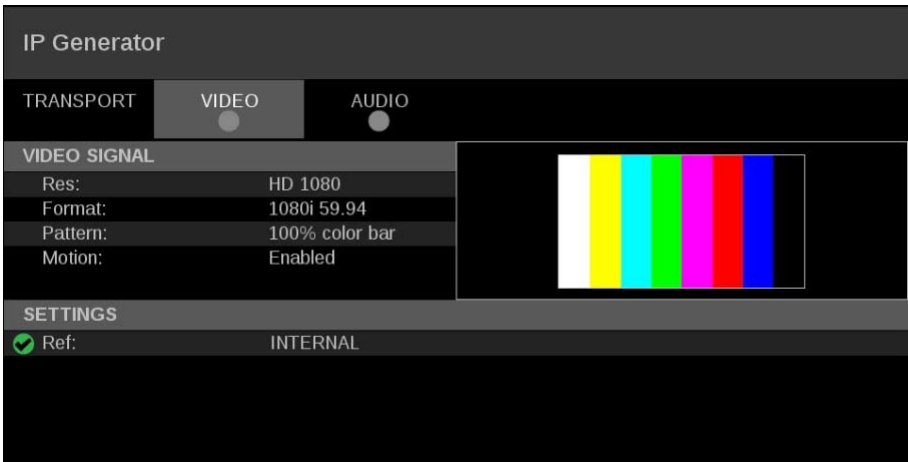 IP Generator
TRANSPORT VIDEO AUDIO
VIDEO SIGNAL
Res: HD 1080
Format: 1080i 59.94
Pattern: 100% color bar
Motion: Enabled
SETTINGS
Ref: INTERNAL